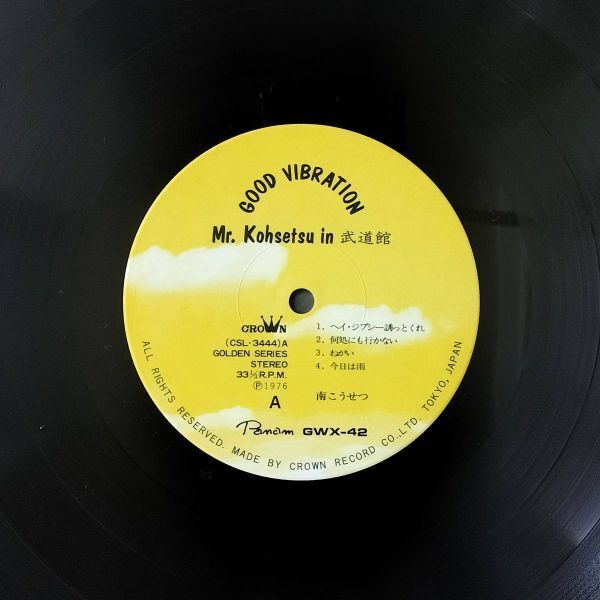 GOOD VIBRATION
Mr. Kohsetsu in 武道館
CROWN
(CSL-3444)A
GOLDEN SERIES
STEREO
33⅓R.P.M.
Ⓟ1976
A
1. ヘイ・ジプシー誘っとくれ
2. 何処にも行かない
3. ねがい
4. 今日は雨
南こうせつ
Panam GWX-42
ALL RIGHTS RESERVED. MADE BY CROWN RECORD CO.,LTD. TOKYO, JAPAN